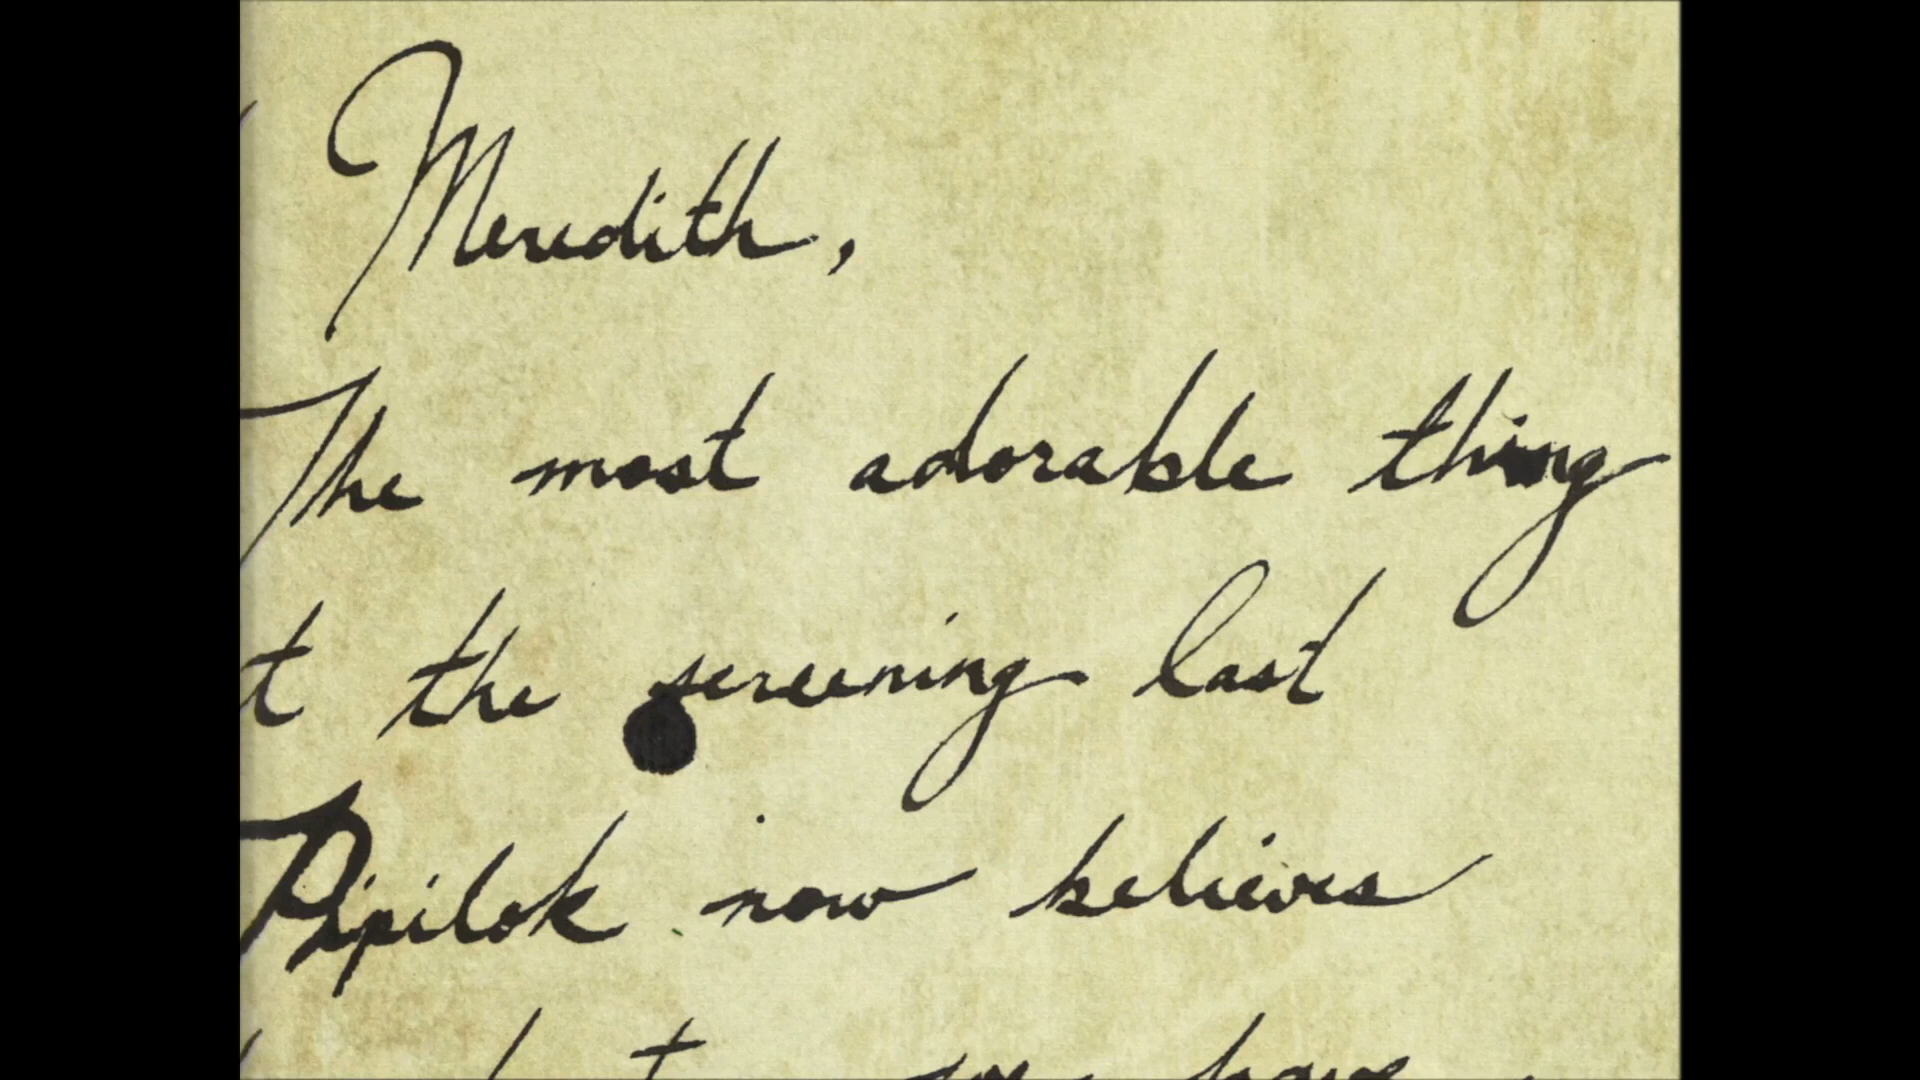 Meredith,
The most adorable thing
t the screening last
Pipilok now believes